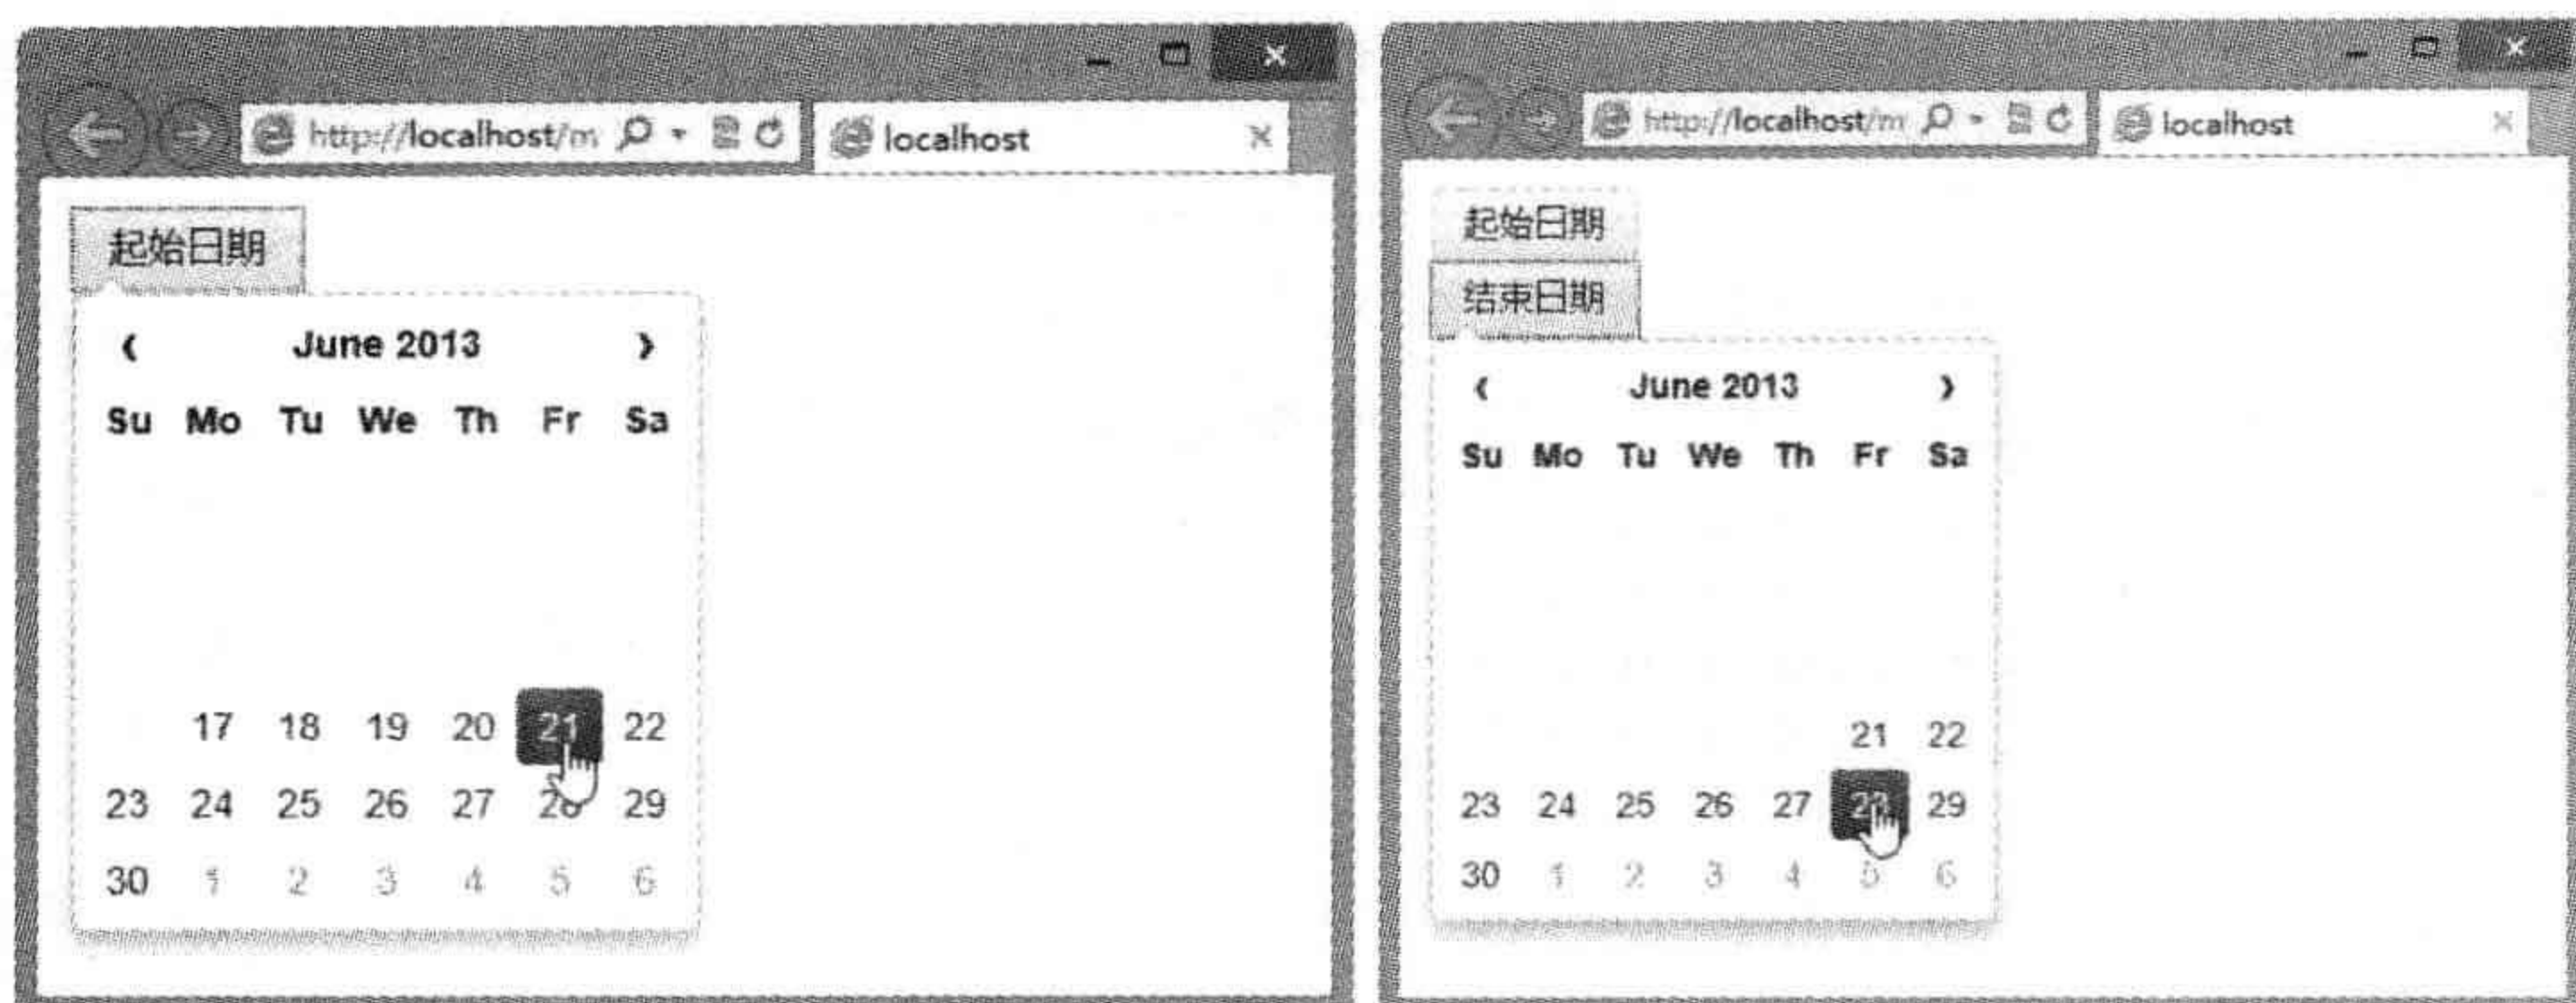 http://localhost/m
localhost
起始日期
‹ June 2013 ›
Su Mo Tu We Th Fr Sa
17 18 19 20 21 22
23 24 25 26 27 28 29
30 1 2 3 4 5 6
http://localhost/m
localhost
起始日期
结束日期
‹ June 2013 ›
Su Mo Tu We Th Fr Sa
21 22
23 24 25 26 27 28 29
30 1 2 3 4 5 6